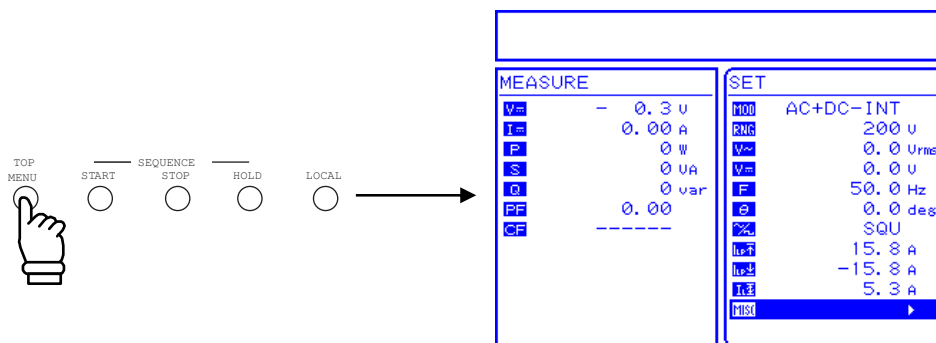 TOP
MENU
SEQUENCE
START STOP HOLD LOCAL
MEASURE
V= - 0.3 V
I= 0.00 A
P 0 W
S 0 VA
Q 0 var
PF 0.00
CF ------
SET
MOD AC+DC-INT
RNG 200 V
V~ 0.0 Vrms
V= 0.0 V
F 50.0 Hz
θ 0.0 deg
SQU
15.8 A
-15.8 A
5.3 A
MISC